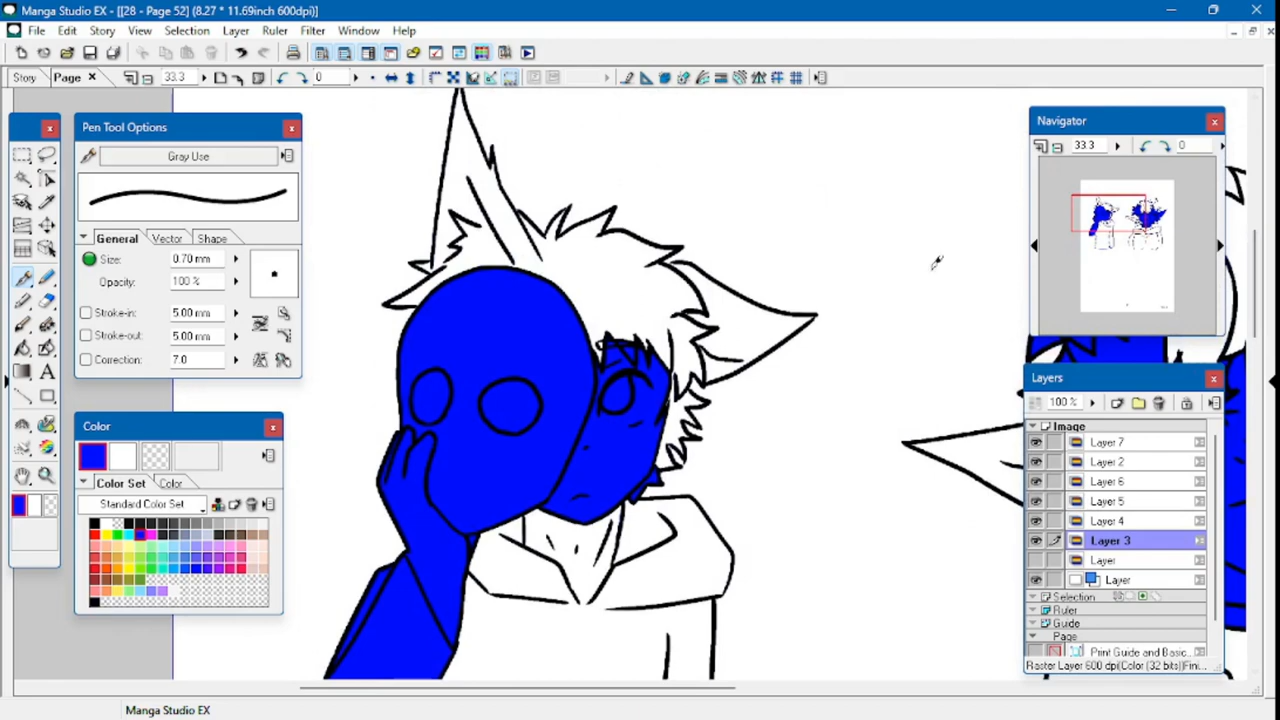 Manga Studio EX - [[28 - Page 52] (8.27 * 11.69inch 600dpi)]
File Edit Story View Selection Layer Ruler Filter Window Help
Story Page 33.3 0
Pen Tool Options
Gray Use
General Vector Shape
Size: 0.70 mm
Opacity: 100 %
Stroke-in: 5.00 mm
Stroke-out: 5.00 mm
Correction: 7.0
Color
Color Set Color
Standard Color Set
Navigator
33.3 0
Layers
100 %
Image
Layer 7
Layer 2
Layer 6
Layer 5
Layer 4
Layer 3
Layer
Layer
Selection
Ruler
Guide
Page
Print Guide and Basic...
Raster Layer 600 dpi(Color (32 bits)Fini
Manga Studio EX